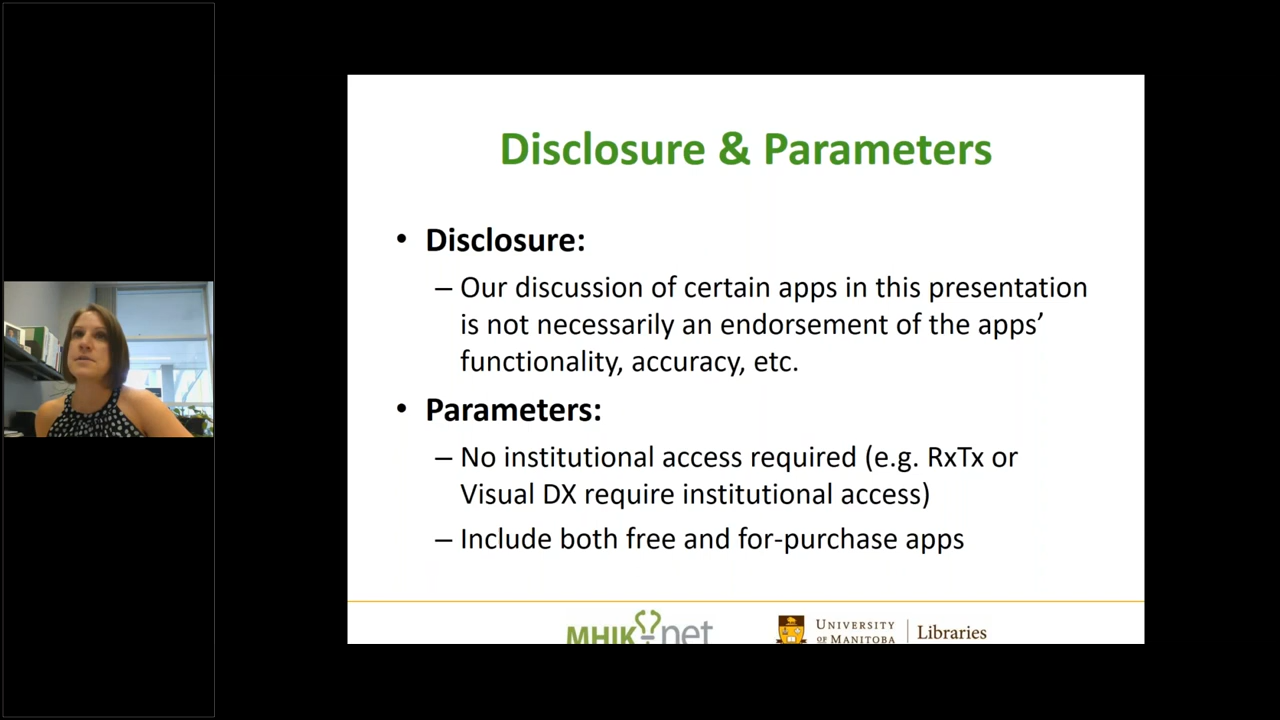 Disclosure & Parameters
• Disclosure:
– Our discussion of certain apps in this presentation
is not necessarily an endorsement of the apps’
functionality, accuracy, etc.
• Parameters:
– No institutional access required (e.g. RxTx or
Visual DX require institutional access)
– Include both free and for-purchase apps
MHIKnet
UNIVERSITY
OF MANITOBA
Libraries